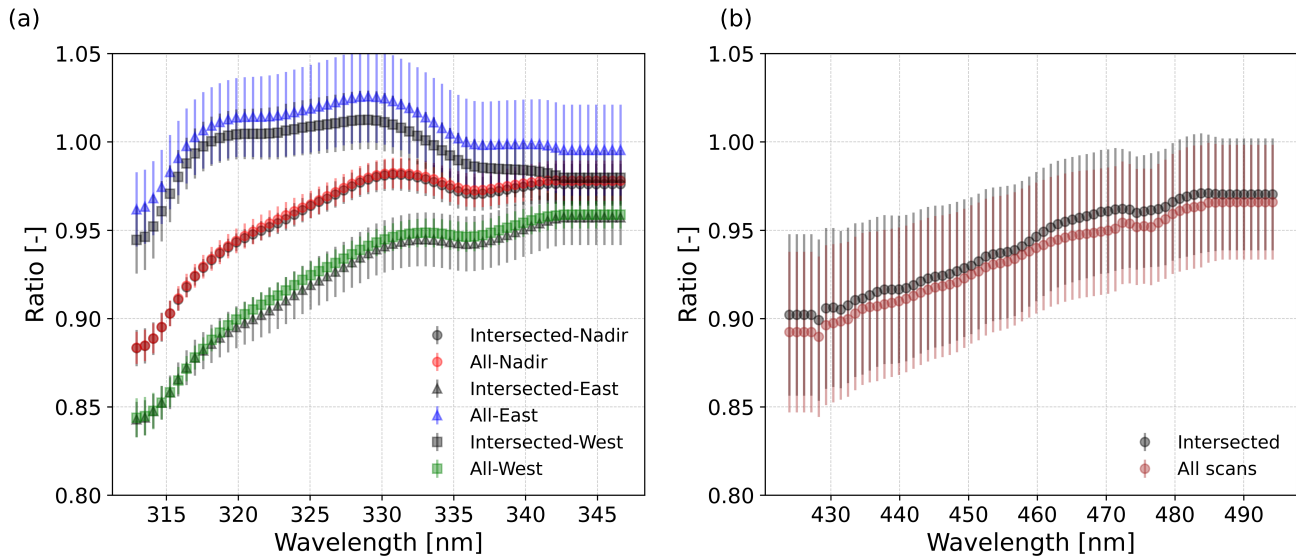 (a)
Ratio [-]
1.05
1.00
0.95
0.90
0.85
0.80
315 320 325 330 335 340 345
Wavelength [nm]
Intersected-Nadir
All-Nadir
Intersected-East
All-East
Intersected-West
All-West
(b)
Ratio [-]
1.05
1.00
0.95
0.90
0.85
0.80
430 440 450 460 470 480 490
Wavelength [nm]
Intersected
All scans